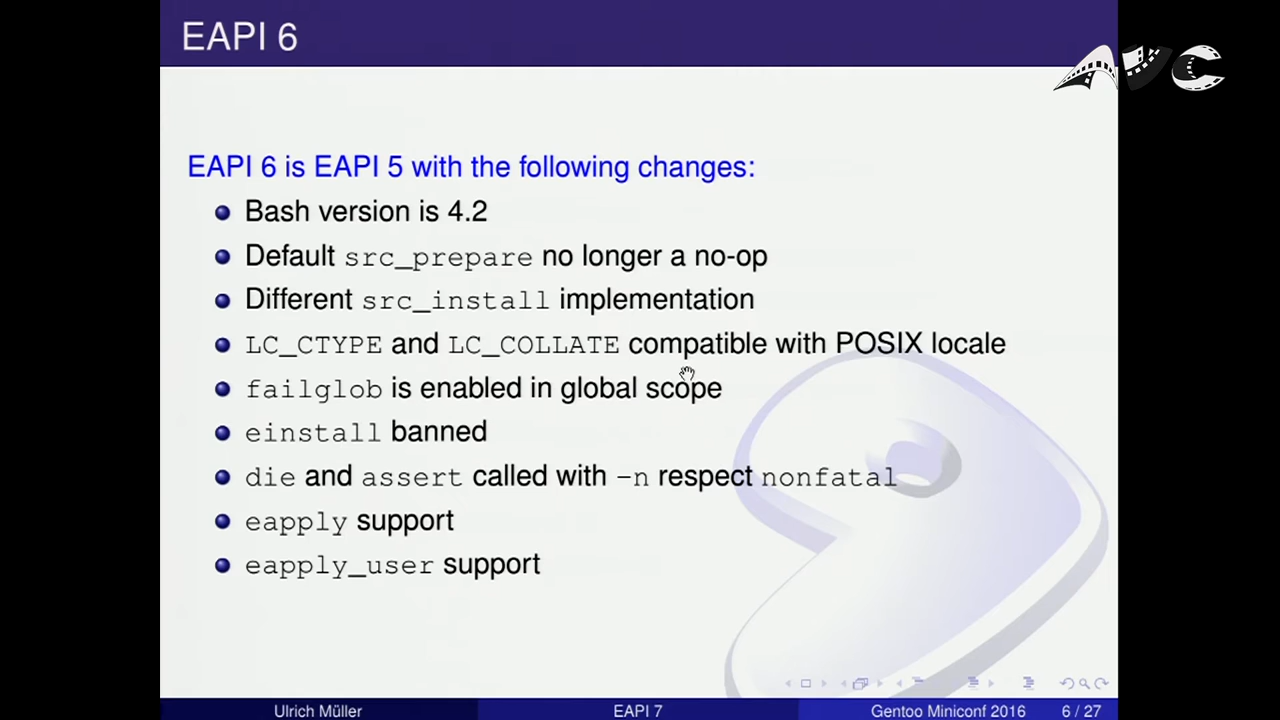 EAPI 6
AVC
EAPI 6 is EAPI 5 with the following changes:
Bash version is 4.2
Default src_prepare no longer a no-op
Different src_install implementation
LC_CTYPE and LC_COLLATE compatible with POSIX locale
failglob is enabled in global scope
einstall banned
die and assert called with -n respect nonfatal
eapply support
eapply_user support
Ulrich Müller EAPI 7 Gentoo Miniconf 2016 6 / 27